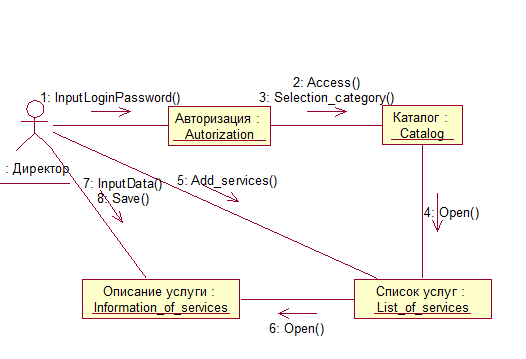 2: Access()
1: InputLoginPassword()
3: Selection_category()
Авторизация :
Autorization
Каталог :
Catalog
: Директор
7: InputData()
8: Save()
5: Add_services()
4: Open()
Описание услуги :
Information_of_services
Список услуг :
List_of_services
6: Open()